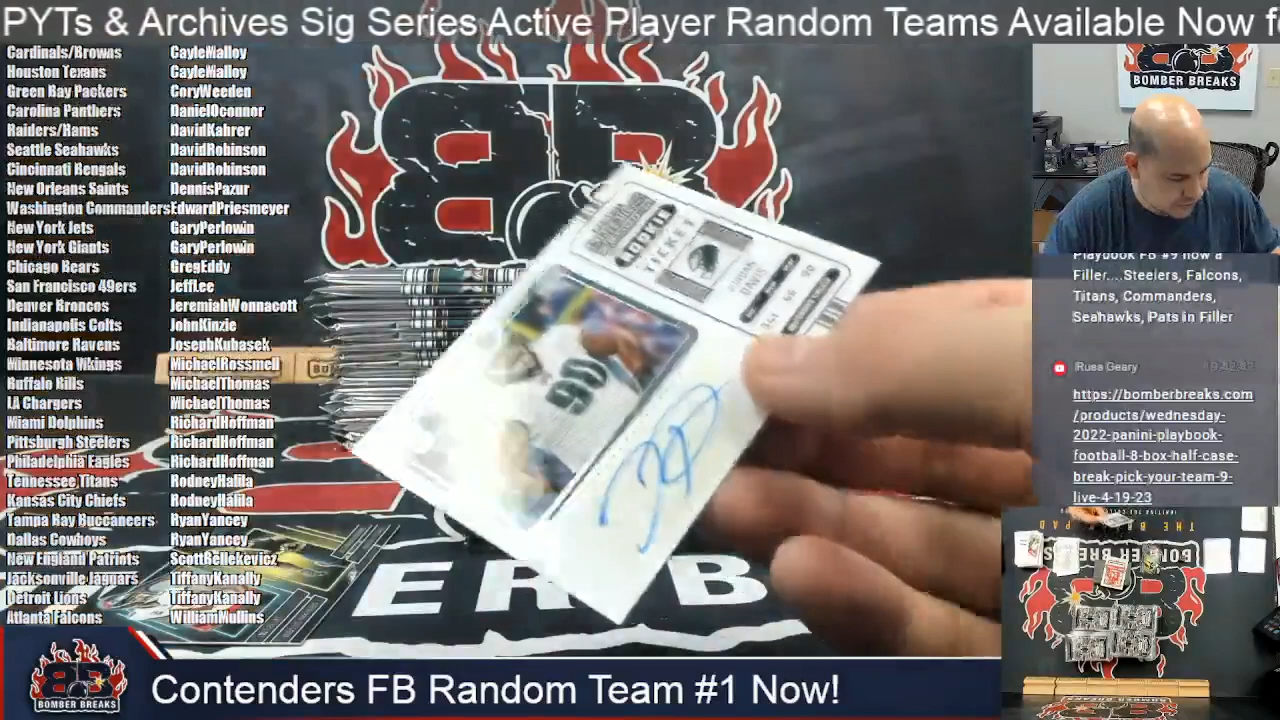 PYTs & Archives Sig Series Active Player Random Teams Available Now f
Cardinals/Browns CayleMalloy
Houston Texans CayleMalloy
Green Bay Packers CoryWeeden
Carolina Panthers DanielOconnor
Raiders/Rams DavidKahrer
Seattle Seahawks DavidRobinson
Cincinnati Bengals DavidRobinson
New Orleans Saints DennisPazur
Washington Commanders EdwardPriesmeyer
New York Jets GaryPerlowin
New York Giants GaryPerlowin
Chicago Bears GregEddy
San Francisco 49ers JeffLee
Denver Broncos JeremiahWonnacott
Indianapolis Colts JohnKinzie
Baltimore Ravens JosephKubasek
Minnesota Vikings MichaelRossmell
Buffalo Bills MichaelThomas
LA Chargers MichaelThomas
Miami Dolphins RichardHoffman
Pittsburgh Steelers RichardHoffman
Philadelphia Eagles RichardHoffman
Tennessee Titans RodneyHalila
Kansas City Chiefs RodneyHalila
Tampa Bay Buccaneers RyanYancey
Dallas Cowboys RyanYancey
New England Patriots ScottBellekevicz
Jacksonville Jaguars TiffanyKanally
Detroit Lions TiffanyKanally
Atlanta Falcons WilliamMullins
ROOKIE
TICKET
JORDAN
DAVIS
90
ER B
BOMBER BREAKS
Playbook FB #9 now a
Filler....Steelers, Falcons,
Titans, Commanders,
Seahawks, Pats in Filler
Russ Geary
https://bomberbreaks.com
/products/wednesday-
2022-panini-playbook-
football-8-box-half-case-
break-pick-your-team-9-
live-4-19-23
BOMBER BREAKS
Contenders FB Random Team #1 Now!